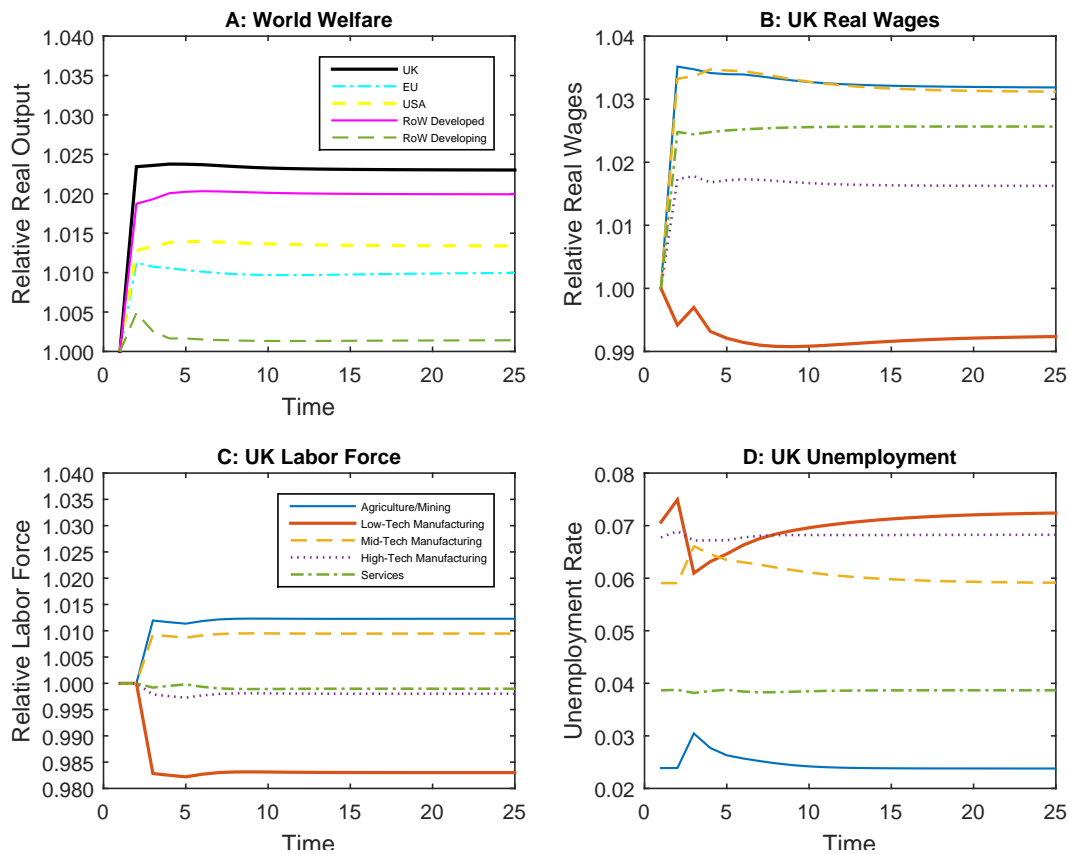 A: World Welfare
1.040
1.035
1.030
1.025
1.020
1.015
1.010
1.005
1.000
Relative Real Output
UK
EU
USA
RoW Developed
RoW Developing
0 5 10 15 20 25
Time
B: UK Real Wages
1.04
1.03
1.02
1.01
1.00
0.99
Relative Real Wages
0 5 10 15 20 25
Time
C: UK Labor Force
1.040
1.035
1.030
1.025
1.020
1.015
1.010
1.005
1.000
0.995
0.990
0.985
0.980
Relative Labor Force
Agriculture/Mining
Low-Tech Manufacturing
Mid-Tech Manufacturing
High-Tech Manufacturing
Services
0 5 10 15 20 25
Time
D: UK Unemployment
0.08
0.07
0.06
0.05
0.04
0.03
0.02
Unemployment Rate
0 5 10 15 20 25
Time